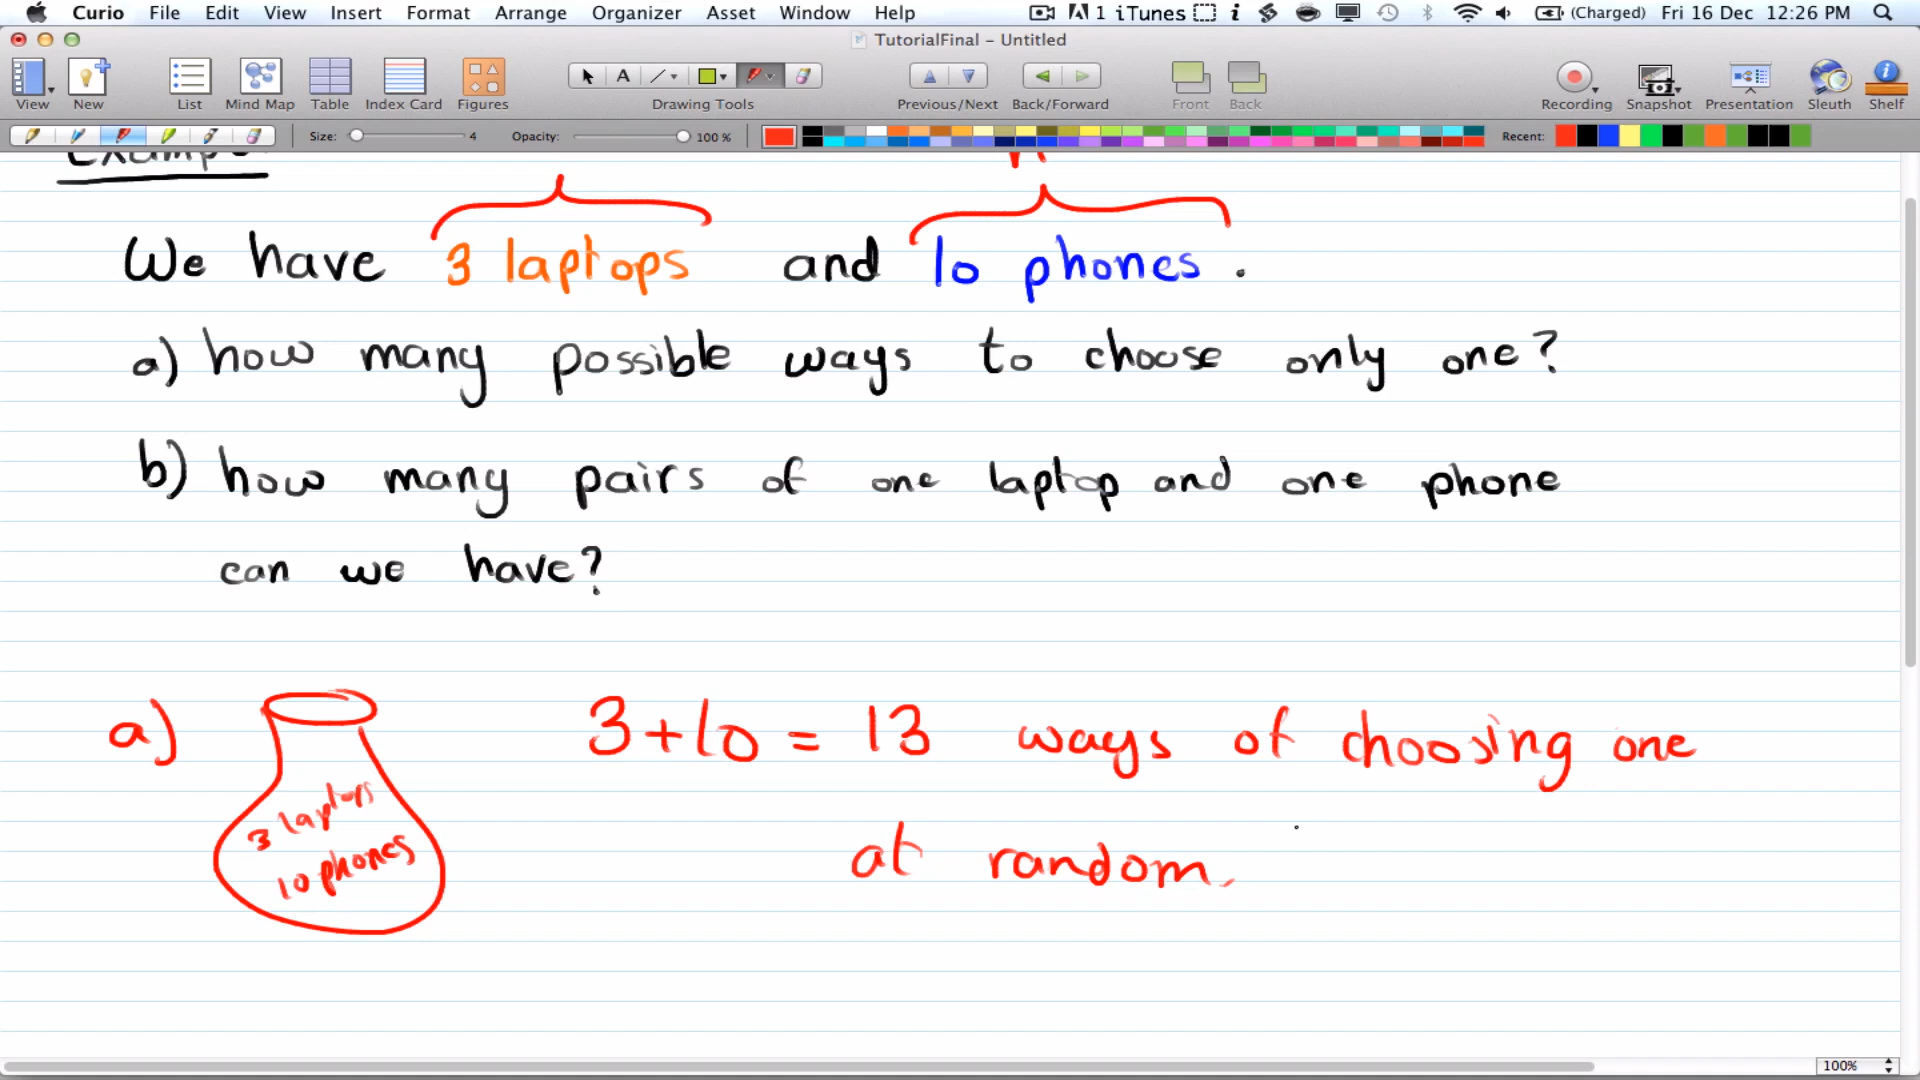 Curio File Edit View Insert Format Arrange Organizer Asset Window Help 1 iTunes (Charged) Fri 16 Dec 12:26 PM
TutorialFinal – Untitled
View New List Mind Map Table Index Card Figures Drawing Tools Previous/Next Back/Forward Front Back Recording Snapshot Presentation Sleuth Shelf
Size: 4 Opacity: 100 % Recent:
We have 3 laptops and 10 phones.
a) how many possible ways to choose only one?
b) how many pairs of one laptop and one phone
can we have?
a) 3+10 = 13 ways of choosing one
at random.
3 laptops
10 phones
100%